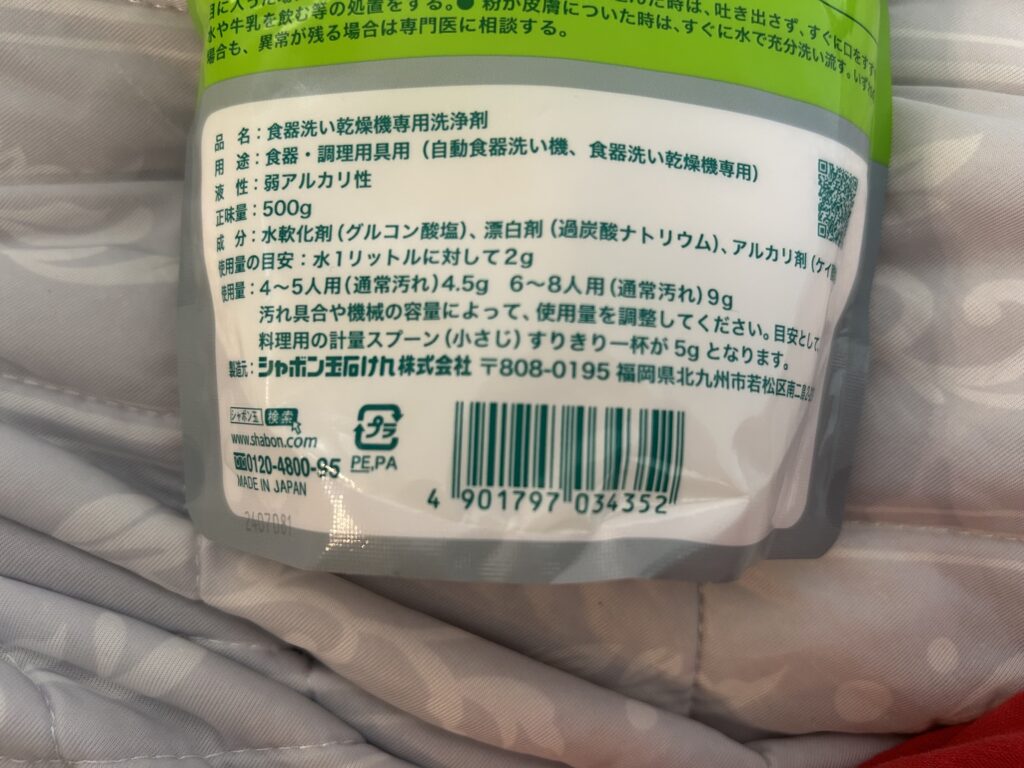 水や牛乳を飲む等の処置をする。● 粉が皮膚についた時は、すぐに水で充分洗い流す。
場合も、異常が残る場合は専門医に相談する。
品 名:食器洗い乾燥機専用洗浄剤
用 途:食器・調理用具用(自動食器洗い機、食器洗い乾燥機専用)
液 性:弱アルカリ性
正味量:500g
成 分:水軟化剤(グルコン酸塩)、漂白剤(過炭酸ナトリウム)、アルカリ剤(ケイ
使用量の目安:水1リットルに対して2g
使用量:4〜5人用(通常汚れ)4.5g 6〜8人用(通常汚れ)9g
汚れ具合や機械の容量によって、使用量を調整してください。目安として
料理用の計量スプーン(小さじ)すりきり一杯が5gとなります。
製造元:シャボン玉石けん株式会社 〒808-0195 福岡県北九州市若松区南二島
シャボン玉 検索
www.shabon.com
0120-4800-95
MADE IN JAPAN
プラ
PE,PA
4 901797 034352
2407081